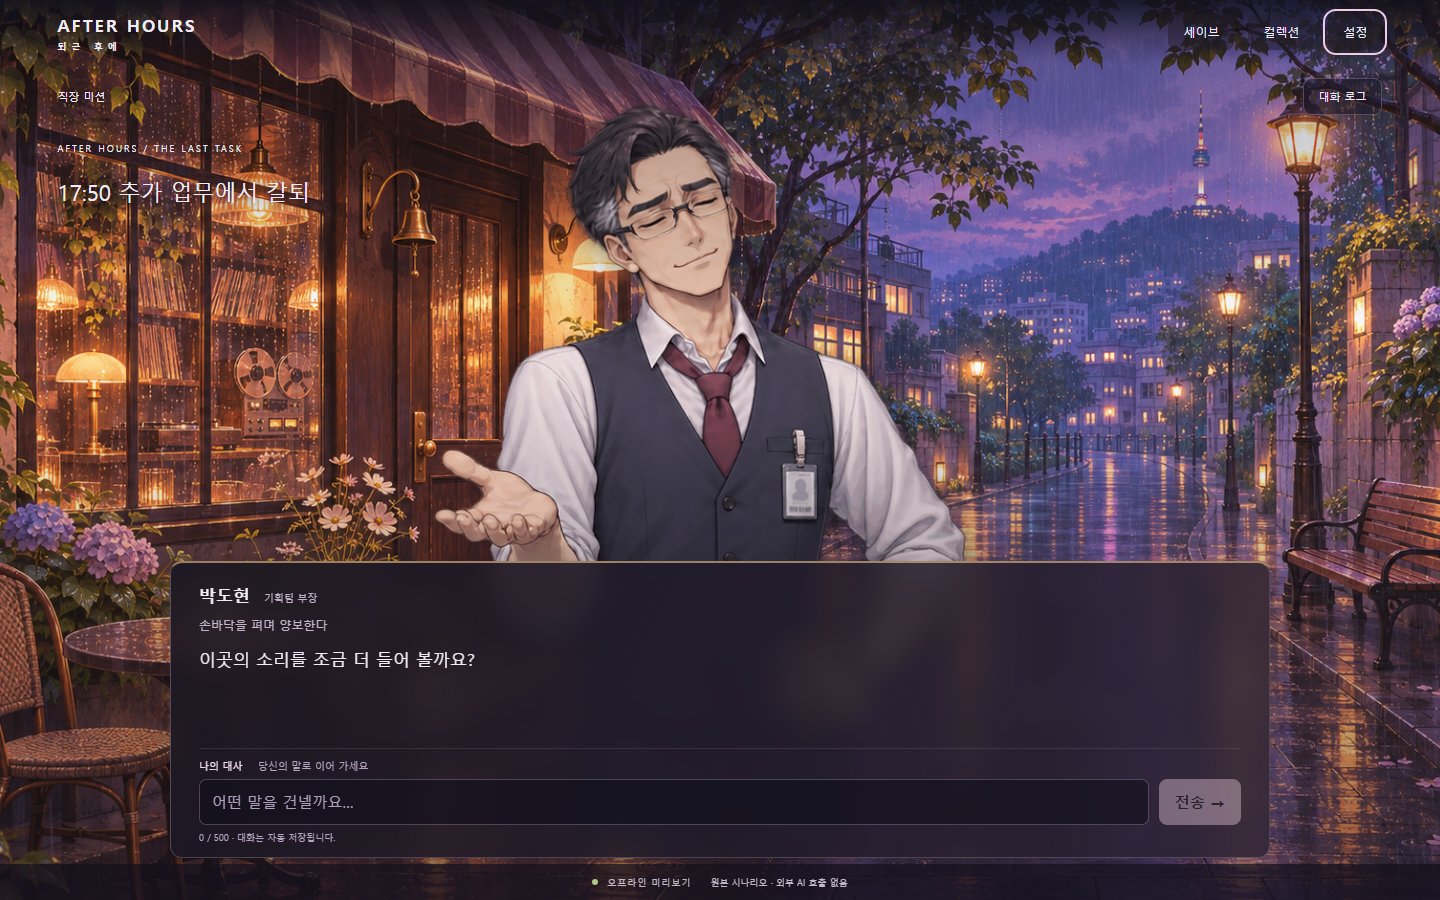 AFTER HOURS
퇴근 후에
세이브
컬렉션
설정
직장 미션
대화 로그
AFTER HOURS / THE LAST TASK
17:50 추가 업무에서 칼퇴
박도현 기획팀 부장
손바닥을 펴며 양보한다
이곳의 소리를 조금 더 들어 볼까요?
나의 대사 당신의 말로 이어 가세요
어떤 말을 건넬까요...
전송 →
0 / 500 · 대화는 자동 저장됩니다.
오프라인 미리보기 원본 시나리오 · 외부 AI 호출 없음